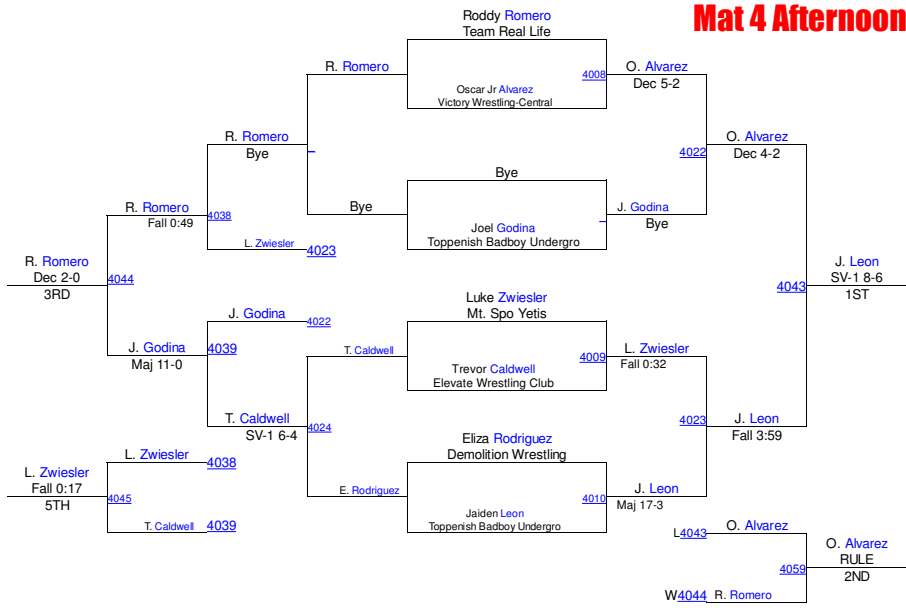 Mat 4 Afternoon
Roddy Romero
Team Real Life
R. Romero
4008
O. Alvarez
Dec 5-2
Oscar Jr Alvarez
Victory Wrestling-Central
R. Romero
Bye
O. Alvarez
4022
Dec 4-2
Bye
R. Romero
Fall 0:49
4038
Bye
Joel Godina
Toppenish Badboy Undergro
J. Godina
Bye
L. Zwiesler
4023
R. Romero
Dec 2-0
3RD
4044
J. Leon
4043
SV-1 8-6
1ST
Luke Zwiesler
Mt. Spo Yetis
J. Godina
4022
J. Godina
4039
Maj 11-0
T. Caldwell
4009
L. Zwiesler
Fall 0:32
Trevor Caldwell
Elevate Wrestling Club
T. Caldwell
SV-1 6-4
4024
4023
J. Leon
Fall 3:59
Eliza Rodriguez
Demolition Wrestling
L. Zwiesler
4038
L. Zwiesler
Fall 0:17
5TH
4045
E. Rodriguez
4010
J. Leon
Maj 17-3
Jaiden Leon
Toppenish Badboy Undergro
T. Caldwell
4039
L4043
O. Alvarez
O. Alvarez
RULE
4059
2ND
W4044
R. Romero